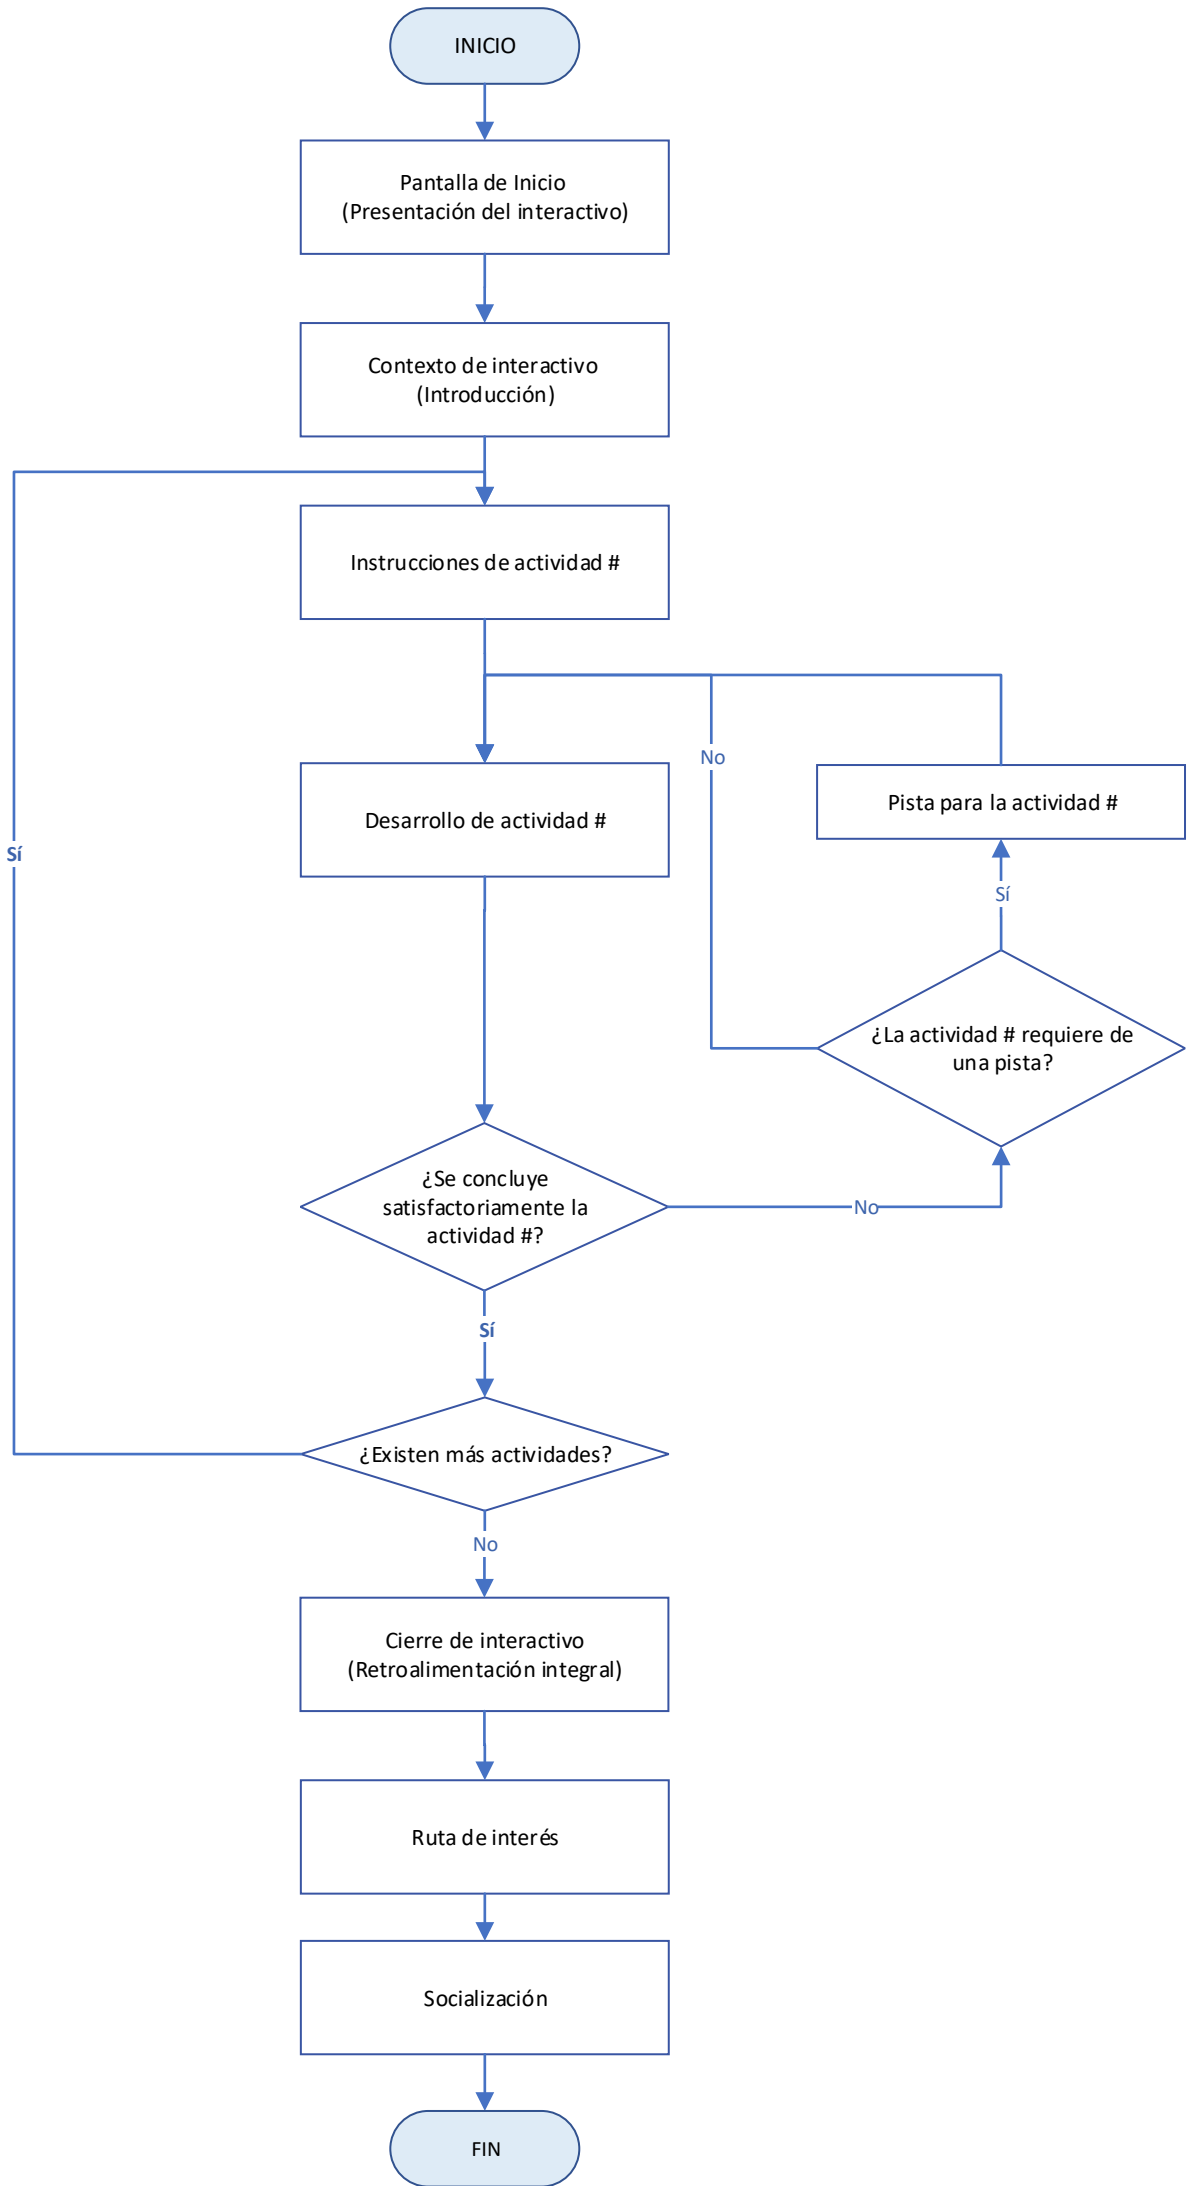 INICIO
Pantalla de Inicio
(Presentación del interactivo)
Contexto de interactivo
(Introducción)
Instrucciones de actividad #
No
Pista para la actividad #
Desarrollo de actividad #
Sí
Sí
¿La actividad # requiere de
una pista?
¿Se concluye
satisfactoriamente la
actividad #?
No
Sí
¿Existen más actividades?
No
Cierre de interactivo
(Retroalimentación integral)
Ruta de interés
Socialización
FIN